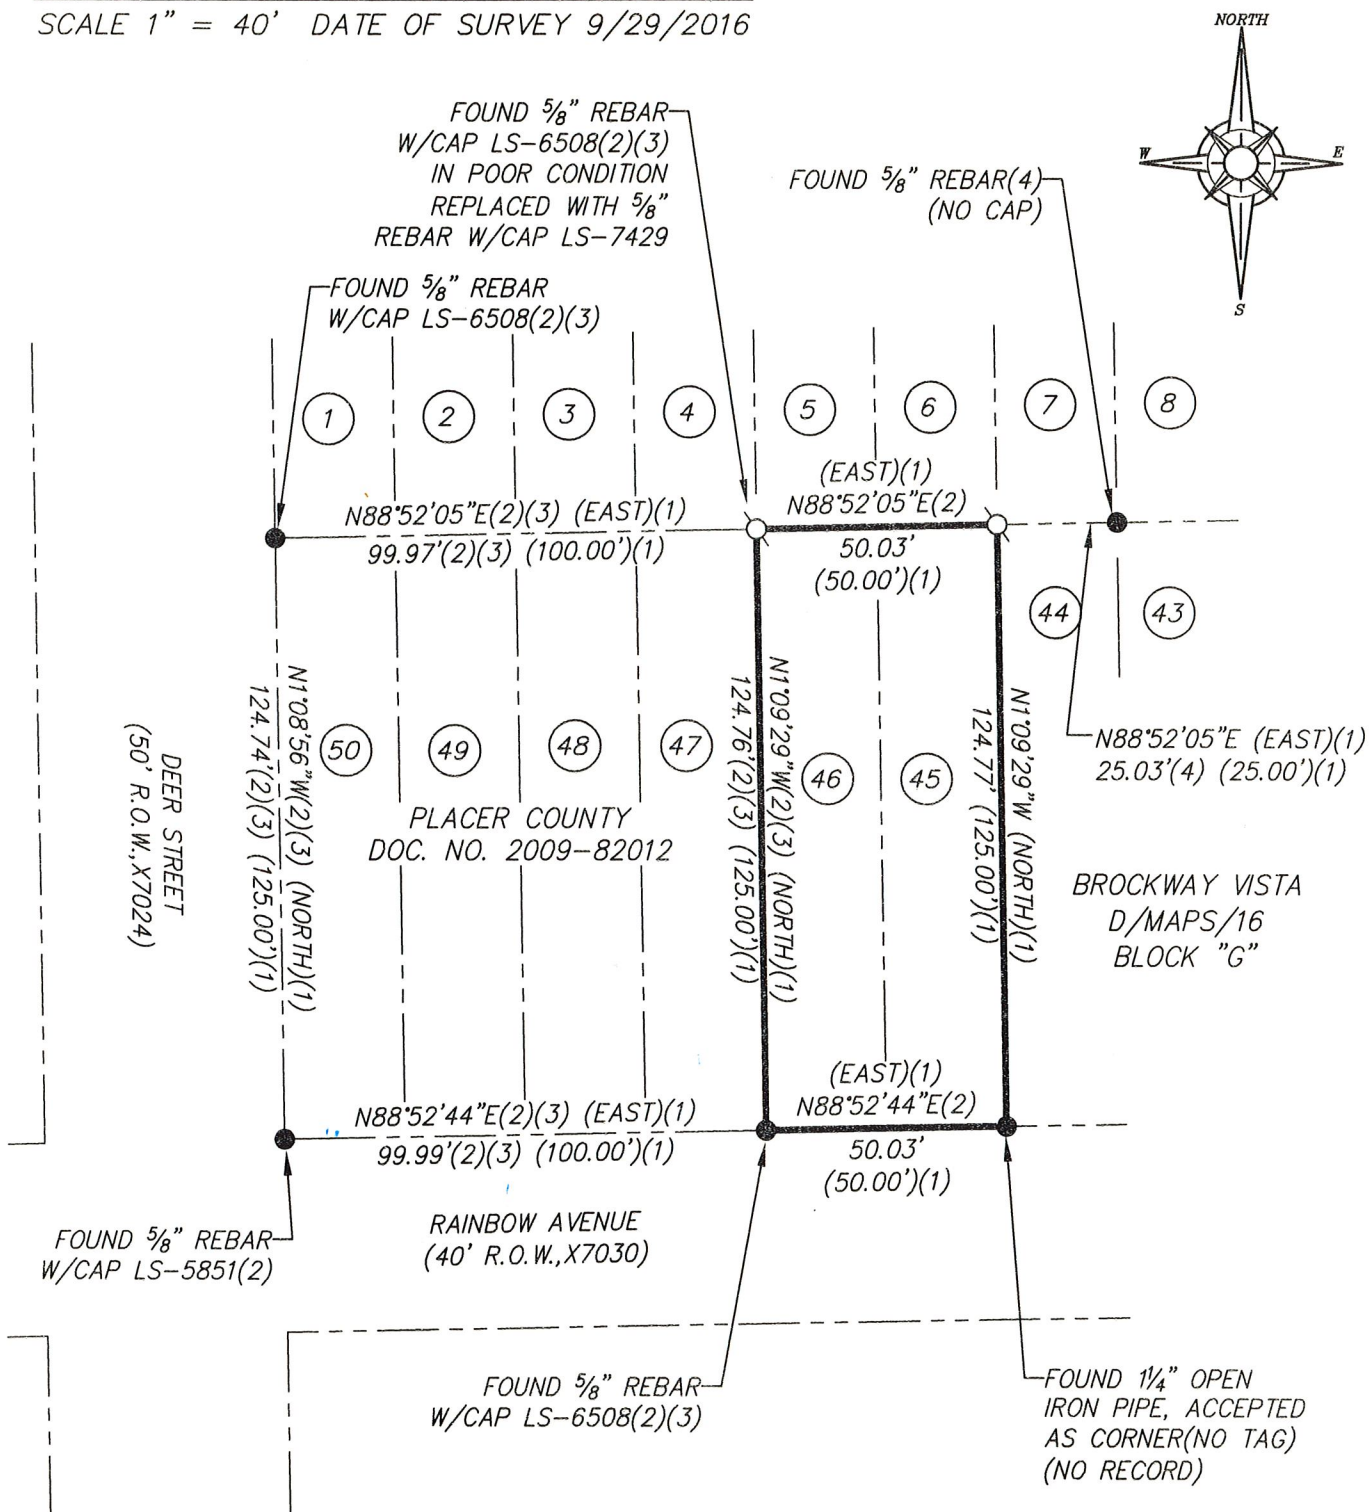 SCALE 1" = 40' DATE OF SURVEY 9/29/2016
NORTH
W
E
S
FOUND 5/8" REBAR
W/CAP LS-6508(2)(3)
IN POOR CONDITION
REPLACED WITH 5/8"
REBAR W/CAP LS-7429
FOUND 5/8" REBAR(4)
(NO CAP)
FOUND 5/8" REBAR
W/CAP LS-6508(2)(3)
1
2
3
4
5
6
7
8
N88°52'05"E(2)(3) (EAST)(1)
99.97'(2)(3) (100.00')(1)
(EAST)(1)
N88°52'05"E(2)
50.03'
(50.00')(1)
44
43
N88°52'05"E (EAST)(1)
25.03'(4) (25.00')(1)
DEER STREET
(50' R.O.W.,X7024)
N1°08'56"W(2)(3) (NORTH)(1)
124.74'(2)(3) (125.00')(1)
50
49
48
47
46
45
N1°09'29"W(2)(3) (NORTH)(1)
124.76'(2)(3) (125.00')(1)
N1°09'29"W (NORTH)(1)
124.77' (125.00')(1)
PLACER COUNTY
DOC. NO. 2009-82012
BROCKWAY VISTA
D/MAPS/16
BLOCK "G"
N88°52'44"E(2)(3) (EAST)(1)
99.99'(2)(3) (100.00')(1)
(EAST)(1)
N88°52'44"E(2)
50.03'
(50.00')(1)
RAINBOW AVENUE
(40' R.O.W.,X7030)
FOUND 5/8" REBAR
W/CAP LS-5851(2)
FOUND 5/8" REBAR
W/CAP LS-6508(2)(3)
FOUND 1¼" OPEN
IRON PIPE, ACCEPTED
AS CORNER(NO TAG)
(NO RECORD)